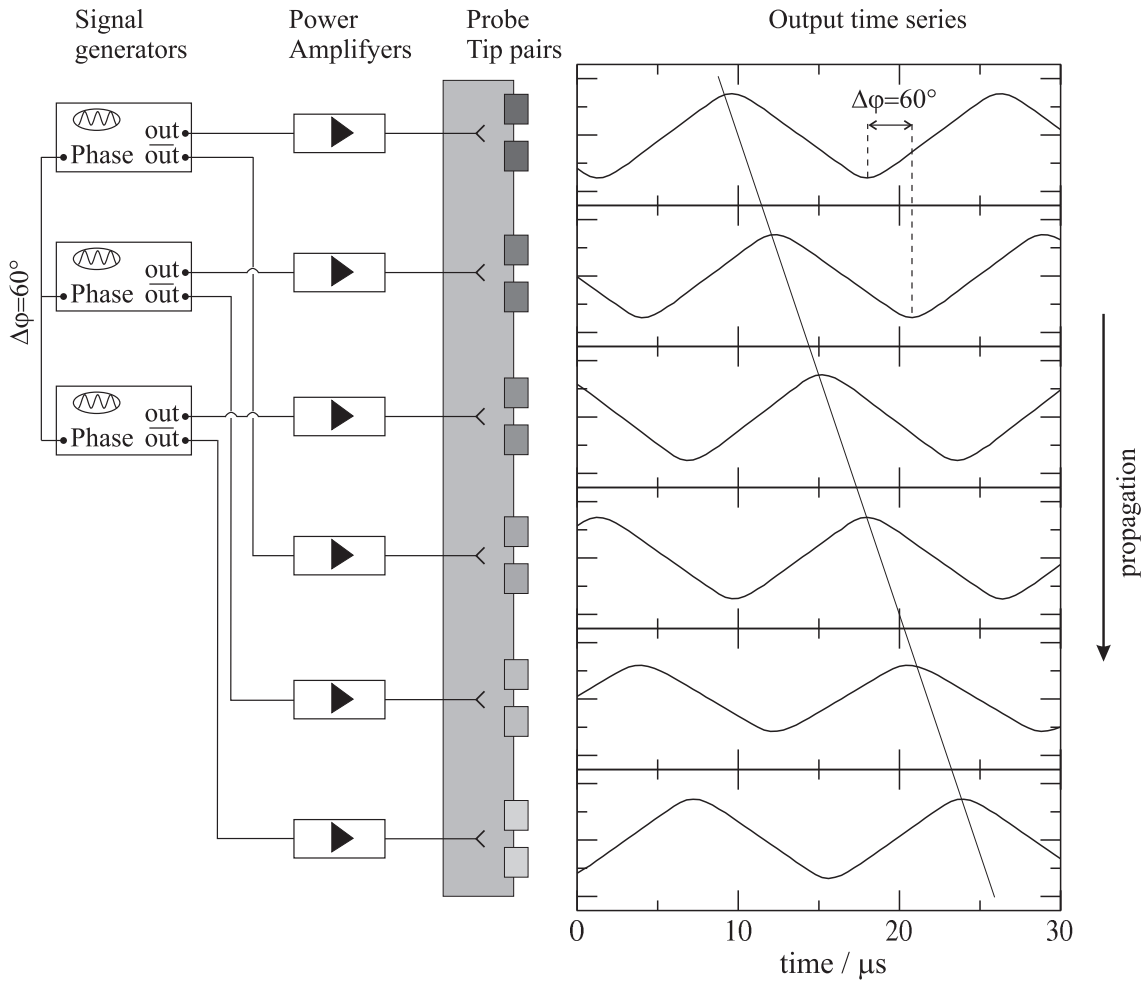 Signal
generators
Power
Amplifyers
Probe
Tip pairs
Output time series
out
Phase out
out
Phase out
out
Phase out
Δφ=60°
Δφ=60°
propagation
0 10 20 30
time / μs